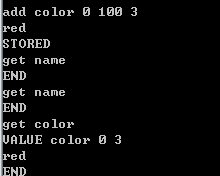 add color 0 100 3
red
STORED
get name
END
get name
END
get color
VALUE color 0 3
red
END